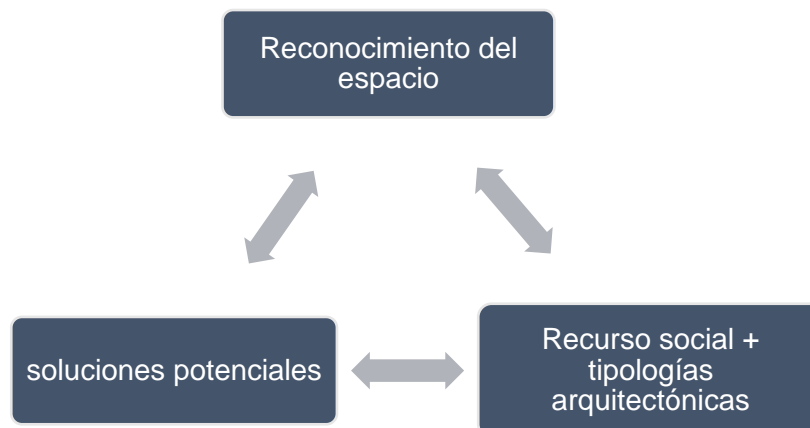 Reconocimiento del
espacio
soluciones potenciales
Recurso social +
tipologías
arquitectónicas